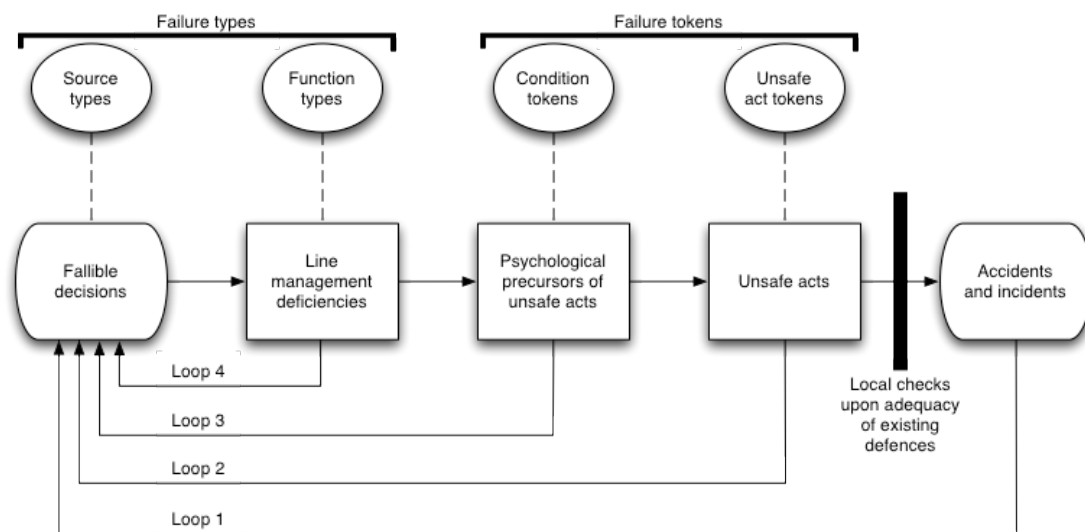 Failure types
Failure tokens
Source
types
Function
types
Condition
tokens
Unsafe
act tokens
Fallible
decisions
Line
management
deficiencies
Psychological
precursors of
unsafe acts
Unsafe acts
Accidents
and incidents
Local checks
upon adequacy
of existing
defences
Loop 4
Loop 3
Loop 2
Loop 1